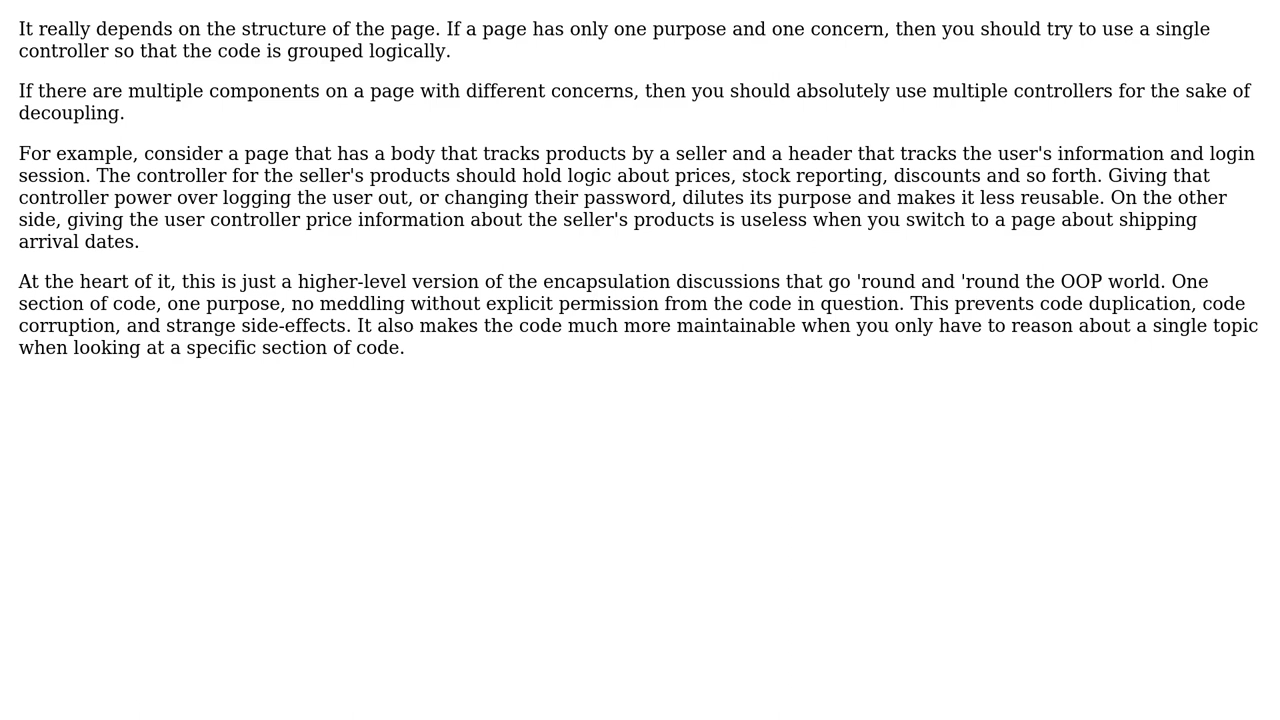 It really depends on the structure of the page. If a page has only one purpose and one concern, then you should try to use a single
controller so that the code is grouped logically.
If there are multiple components on a page with different concerns, then you should absolutely use multiple controllers for the sake of
decoupling.
For example, consider a page that has a body that tracks products by a seller and a header that tracks the user's information and login
session. The controller for the seller's products should hold logic about prices, stock reporting, discounts and so forth. Giving that
controller power over logging the user out, or changing their password, dilutes its purpose and makes it less reusable. On the other
side, giving the user controller price information about the seller's products is useless when you switch to a page about shipping
arrival dates.
At the heart of it, this is just a higher-level version of the encapsulation discussions that go 'round and 'round the OOP world. One
section of code, one purpose, no meddling without explicit permission from the code in question. This prevents code duplication, code
corruption, and strange side-effects. It also makes the code much more maintainable when you only have to reason about a single topic
when looking at a specific section of code.